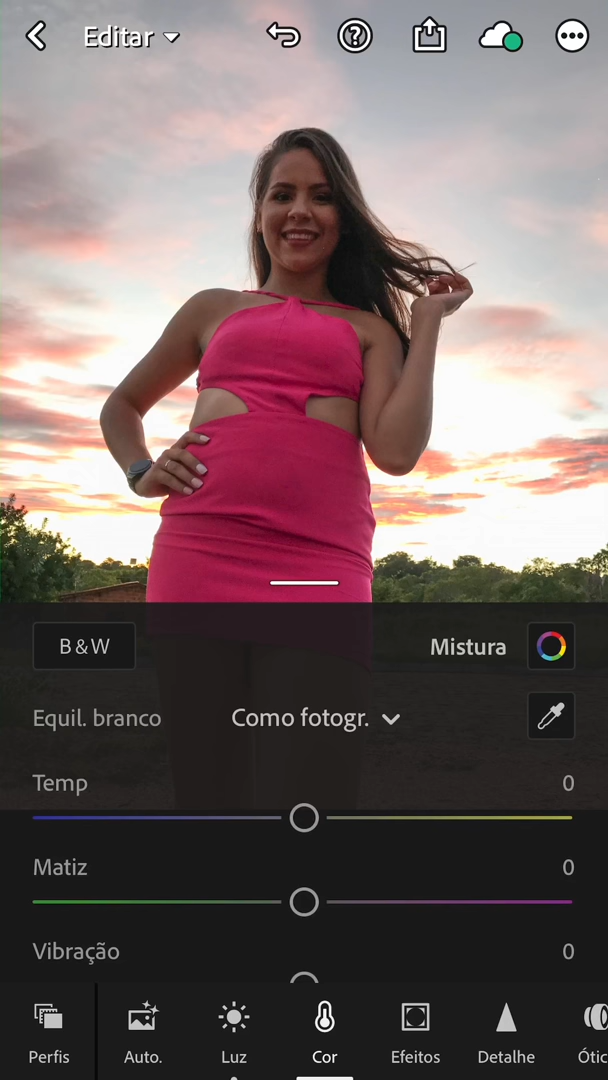 Editar
B&W
Mistura
Equil. branco Como fotogr.
Temp 0
Matiz 0
Vibração 0
Perfis Auto. Luz Cor Efeitos Detalhe Ótic